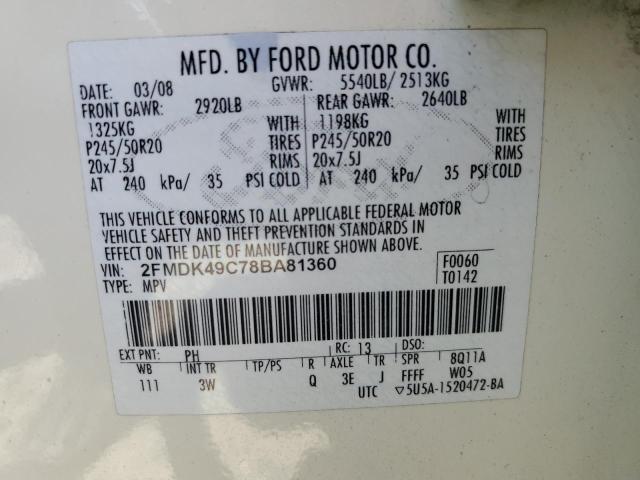 MFD. BY FORD MOTOR CO.
DATE: 03/08 GVWR: 5540LB/ 2513KG
FRONT GAWR: 2920LB REAR GAWR: 2640LB
1325KG WITH 1198KG WITH
P245/50R20 TIRES P245/50R20 TIRES
20x7.5J RIMS 20x7.5J RIMS
AT 240 kPa/ 35 PSI COLD AT 240 kPa/ 35 PSI COLD
THIS VEHICLE CONFORMS TO ALL APPLICABLE FEDERAL MOTOR
VEHICLE SAFETY AND THEFT PREVENTION STANDARDS IN
EFFECT ON THE DATE OF MANUFACTURE SHOWN ABOVE.
VIN: 2FMDK49C78BA81360 F0060
TYPE: MPV T0142
EXT PNT: PH RC: 13 DSO:
WB INT TR TP/PS R AXLE TR SPR 8Q11A
111 3W Q 3E J FFFF W05
UTC ▽5U5A-1520472-BA